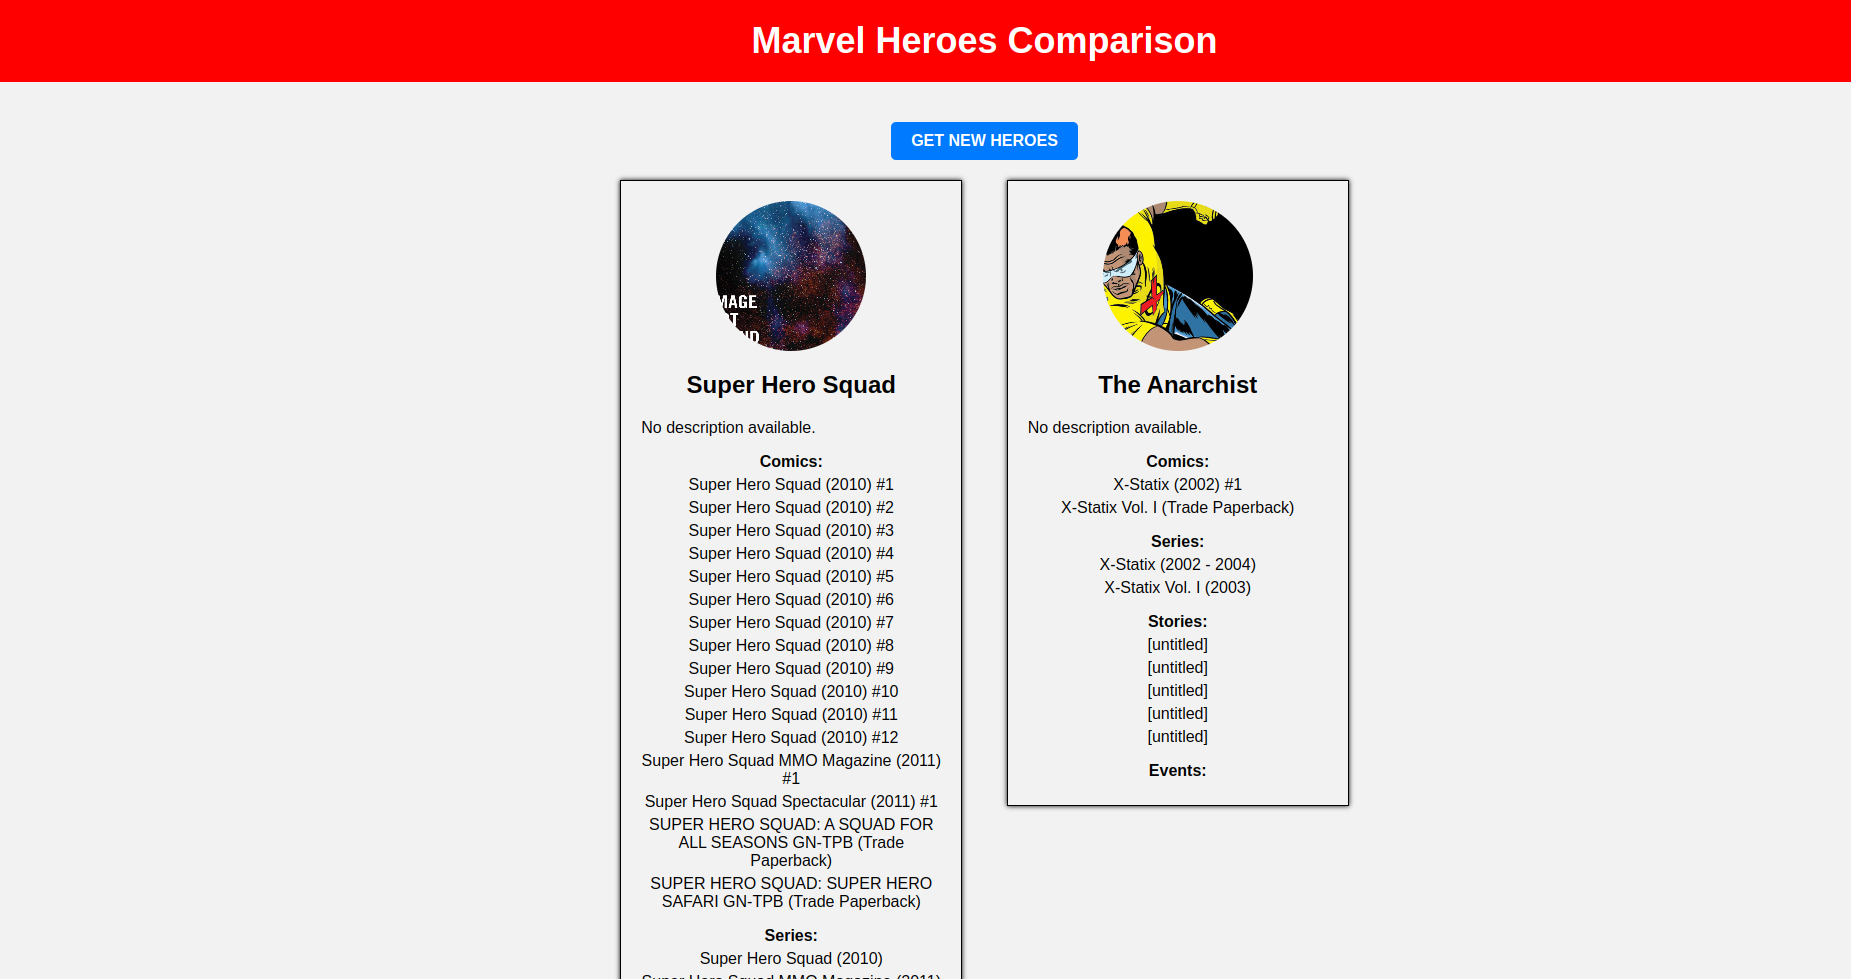 Marvel Heroes Comparison
GET NEW HEROES
MAGE
Super Hero Squad
No description available.
Comics:
Super Hero Squad (2010) #1
Super Hero Squad (2010) #2
Super Hero Squad (2010) #3
Super Hero Squad (2010) #4
Super Hero Squad (2010) #5
Super Hero Squad (2010) #6
Super Hero Squad (2010) #7
Super Hero Squad (2010) #8
Super Hero Squad (2010) #9
Super Hero Squad (2010) #10
Super Hero Squad (2010) #11
Super Hero Squad (2010) #12
Super Hero Squad MMO Magazine (2011)
#1
Super Hero Squad Spectacular (2011) #1
SUPER HERO SQUAD: A SQUAD FOR
ALL SEASONS GN-TPB (Trade
Paperback)
SUPER HERO SQUAD: SUPER HERO
SAFARI GN-TPB (Trade Paperback)
Series:
Super Hero Squad (2010)
Super Hero Squad MMO Magazine (2011)
The Anarchist
No description available.
Comics:
X-Statix (2002) #1
X-Statix Vol. I (Trade Paperback)
Series:
X-Statix (2002 - 2004)
X-Statix Vol. I (2003)
Stories:
[untitled]
[untitled]
[untitled]
[untitled]
[untitled]
Events: